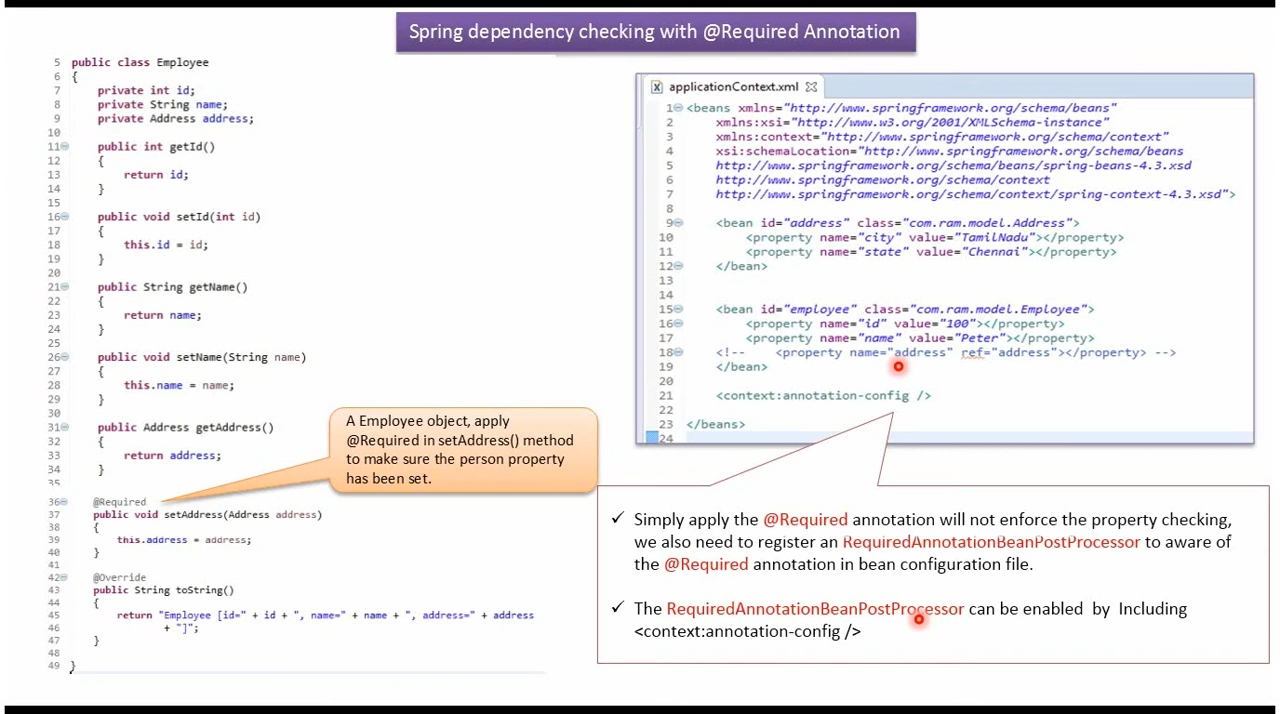 Spring dependency checking with @Required Annotation
5 public class Employee
6 {
7 private int id;
8 private String name;
9 private Address address;
10
11 public int getId()
12 {
13 return id;
14 }
15
16 public void setId(int id)
17 {
18 this.id = id;
19 }
20
21 public String getName()
22 {
23 return name;
24 }
25
26 public void setName(String name)
27 {
28 this.name = name;
29 }
30
31 public Address getAddress()
32 {
33 return address;
34 }
35
36 @Required
37 public void setAddress(Address address)
38 {
39 this.address = address;
40 }
41
42 @Override
43 public String toString()
44 {
45 return "Employee [id=" + id + ", name=" + name + ", address=" + address
46 + "]";
47 }
48
49 }
A Employee object, apply
@Required in setAddress() method
to make sure the person property
has been set.
applicationContext.xml
1 <beans xmlns="http://www.springframework.org/schema/beans"
2 xmlns:xsi="http://www.w3.org/2001/XMLSchema-instance"
3 xmlns:context="http://www.springframework.org/schema/context"
4 xsi:schemaLocation="http://www.springframework.org/schema/beans
5 http://www.springframework.org/schema/beans/spring-beans-4.3.xsd
6 http://www.springframework.org/schema/context
7 http://www.springframework.org/schema/context/spring-context-4.3.xsd">
8
9 <bean id="address" class="com.ram.model.Address">
10 <property name="city" value="TamilNadu"></property>
11 <property name="state" value="Chennai"></property>
12 </bean>
13
14
15 <bean id="employee" class="com.ram.model.Employee">
16 <property name="id" value="100"></property>
17 <property name="name" value="Peter"></property>
18 <!-- <property name="address" ref="address"></property> -->
19 </bean>
20
21 <context:annotation-config />
22
23 </beans>
24
✓ Simply apply the @Required annotation will not enforce the property checking,
we also need to register an RequiredAnnotationBeanPostProcessor to aware of
the @Required annotation in bean configuration file.
✓ The RequiredAnnotationBeanPostProcessor can be enabled by Including
<context:annotation-config />